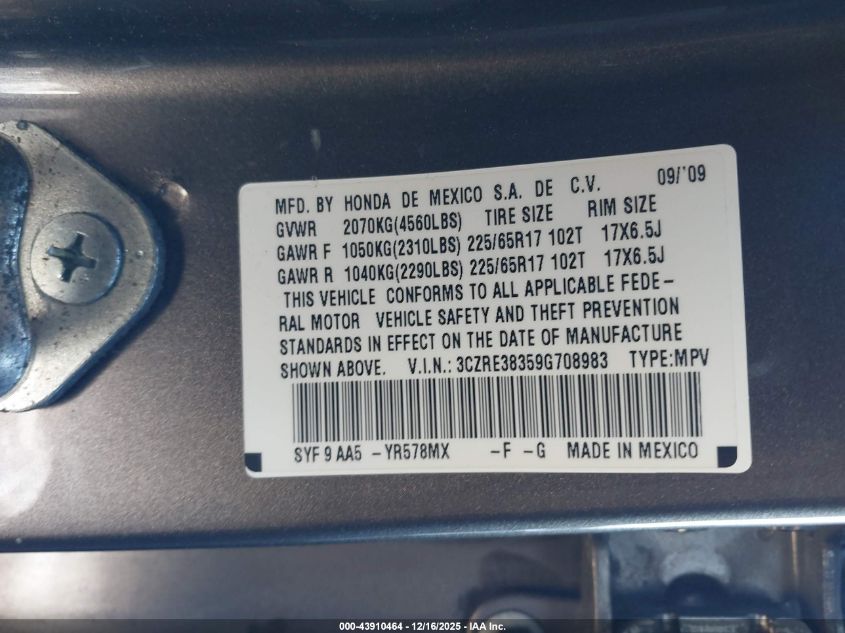 MFD. BY HONDA DE MEXICO S.A. DE C.V. 09/'09
GVWR 2070KG(4560LBS) TIRE SIZE RIM SIZE
GAWR F 1050KG(2310LBS) 225/65R17 102T 17X6.5J
GAWR R 1040KG(2290LBS) 225/65R17 102T 17X6.5J
THIS VEHICLE CONFORMS TO ALL APPLICABLE FEDE-
RAL MOTOR VEHICLE SAFETY AND THEFT PREVENTION
STANDARDS IN EFFECT ON THE DATE OF MANUFACTURE
SHOWN ABOVE. V.I.N.: 3CZRE38359G708983 TYPE:MPV
SYF 9 AA5 -YR578MX -F -G MADE IN MEXICO
000-43910464 - 12/16/2025 - IAA Inc.